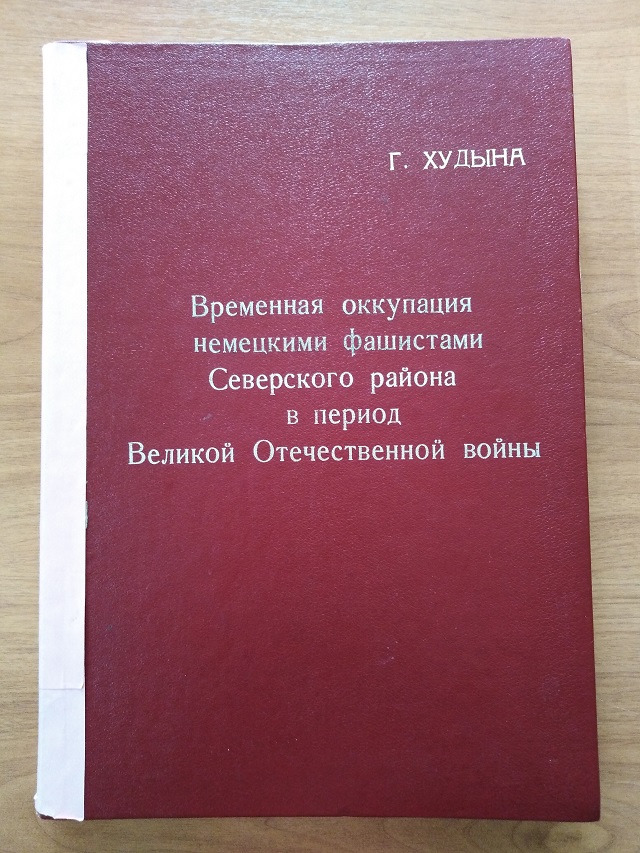 Г. ХУДЫНА
Временная оккупация
немецкими фашистами
Северского района
в период
Великой Отечественной войны